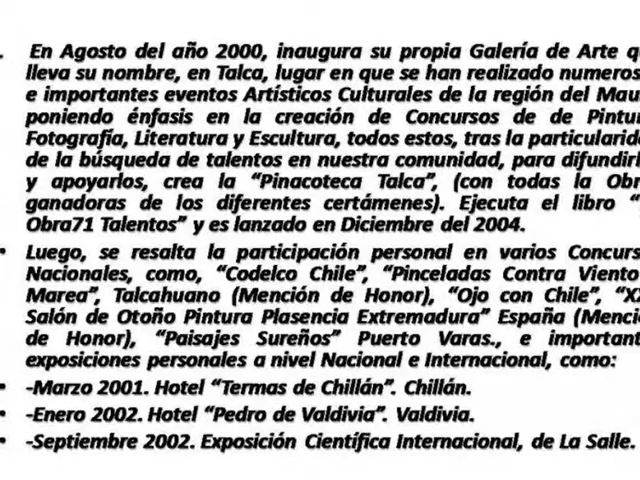 . En Agosto del año 2000, inaugura su propia Galería de Arte qu
lleva su nombre, en Talca, lugar en que se han realizado numeros
e importantes eventos Artísticos Culturales de la región del Mau
poniendo énfasis en la creación de Concursos de de Pintu
Fotografía, Literatura y Escultura, todos estos, tras la particularida
de la búsqueda de talentos en nuestra comunidad, para difundirl
y apoyarlos, crea la “Pinacoteca Talca”, (con todas la Obr
ganadoras de los diferentes certámenes). Ejecuta el libro “
Obra71 Talentos” y es lanzado en Diciembre del 2004.
• Luego, se resalta la participación personal en varios Concurs
Nacionales, como, “Codelco Chile”, “Pinceladas Contra Viento
Marea”, Talcahuano (Mención de Honor), “Ojo con Chile”, “XX
Salón de Otoño Pintura Plasencia Extremadura” España (Menció
de Honor), “Paisajes Sureños” Puerto Varas., e important
exposiciones personales a nivel Nacional e Internacional, como:
• -Marzo 2001. Hotel “Termas de Chillán”. Chillán.
• -Enero 2002. Hotel “Pedro de Valdivia”. Valdivia.
• -Septiembre 2002. Exposición Científica Internacional, de La Salle.